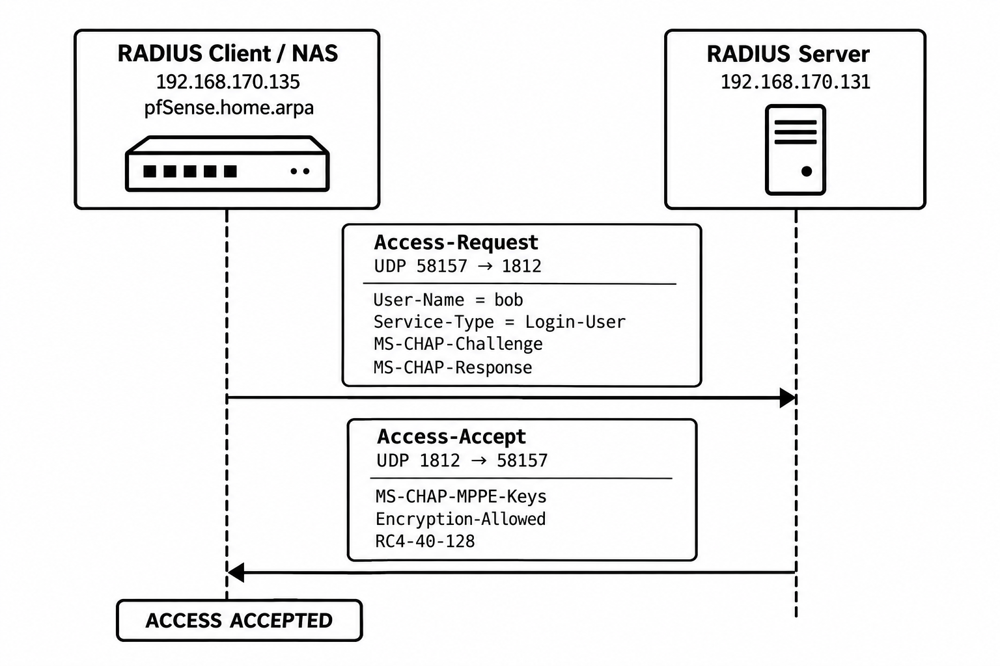 RADIUS Client / NAS
192.168.170.135
pfSense.home.arpa
RADIUS Server
192.168.170.131
Access-Request
UDP 58157 → 1812
User-Name = bob
Service-Type = Login-User
MS-CHAP-Challenge
MS-CHAP-Response
Access-Accept
UDP 1812 → 58157
MS-CHAP-MPPE-Keys
Encryption-Allowed
RC4-40-128
ACCESS ACCEPTED